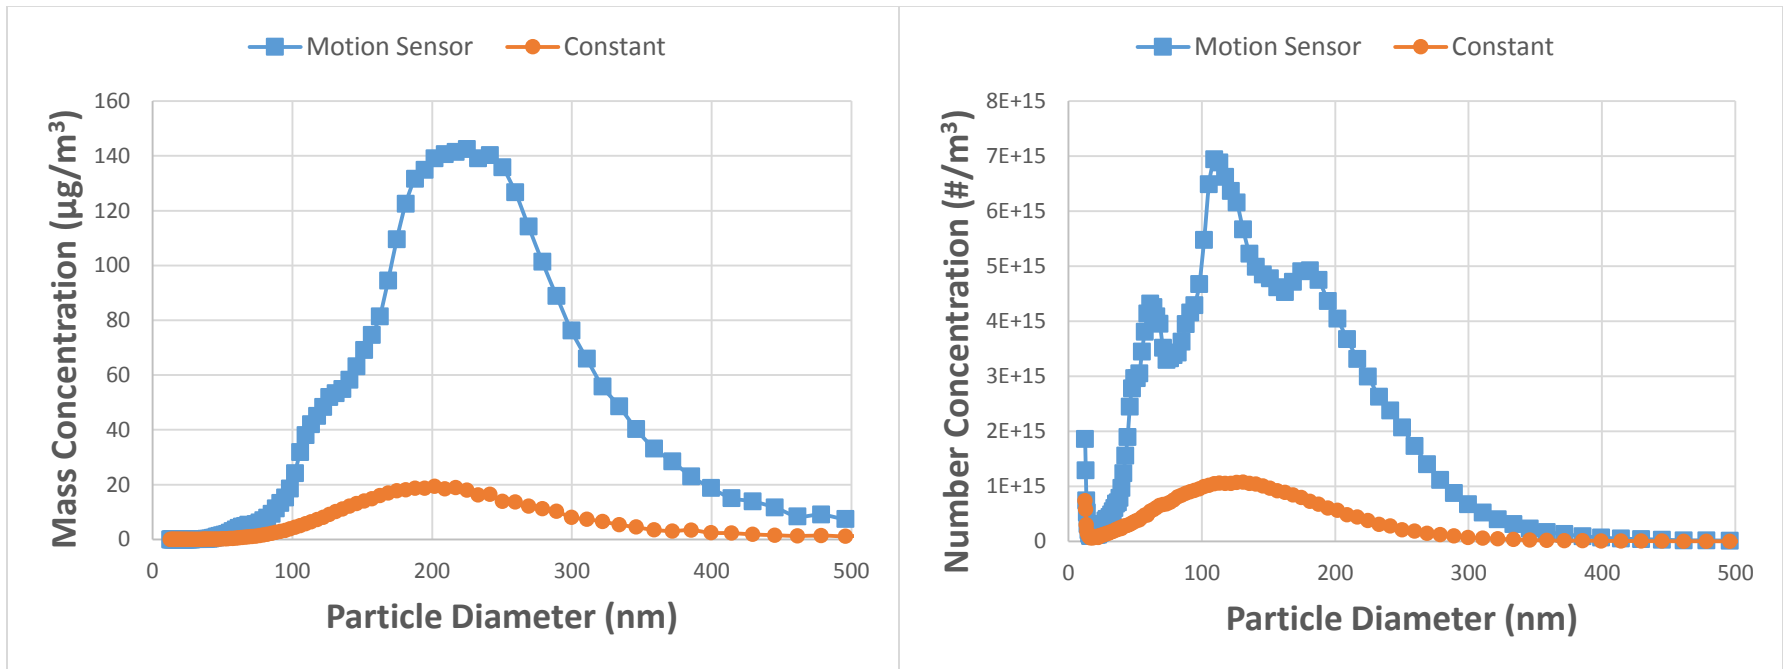 Motion Sensor
Constant
Mass Concentration (µg/m³)
160
140
120
100
80
60
40
20
0
0 100 200 300 400 500
Particle Diameter (nm)
Motion Sensor
Constant
Number Concentration (#/m³)
8E+15
7E+15
6E+15
5E+15
4E+15
3E+15
2E+15
1E+15
0
0 100 200 300 400 500
Particle Diameter (nm)